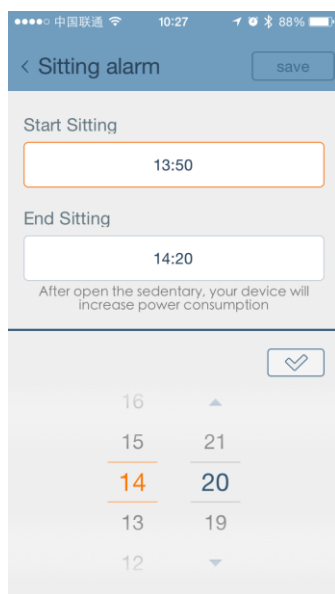 中国联通 10:27 88%
Sitting alarm save
Start Sitting
13:50
End Sitting
14:20
After open the sedentary, your device will
increase power consumption
16
15 21
14 20
13 19
12